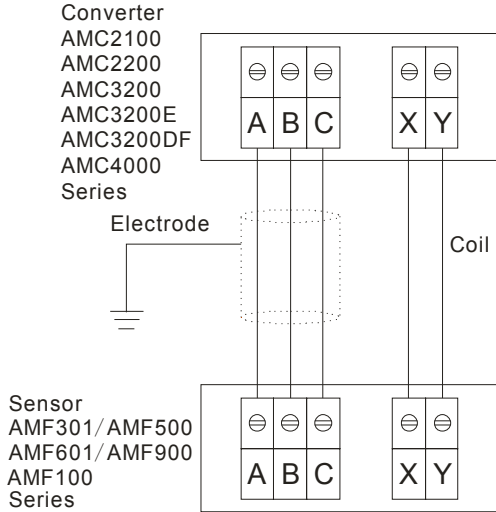 Converter
AMC2100
AMC2200
AMC3200
AMC3200E
AMC3200DF
AMC4000
Series
A B C X Y
Electrode
Coil
Sensor
AMF301/AMF500
AMF601/AMF900
AMF100
Series
A B C X Y